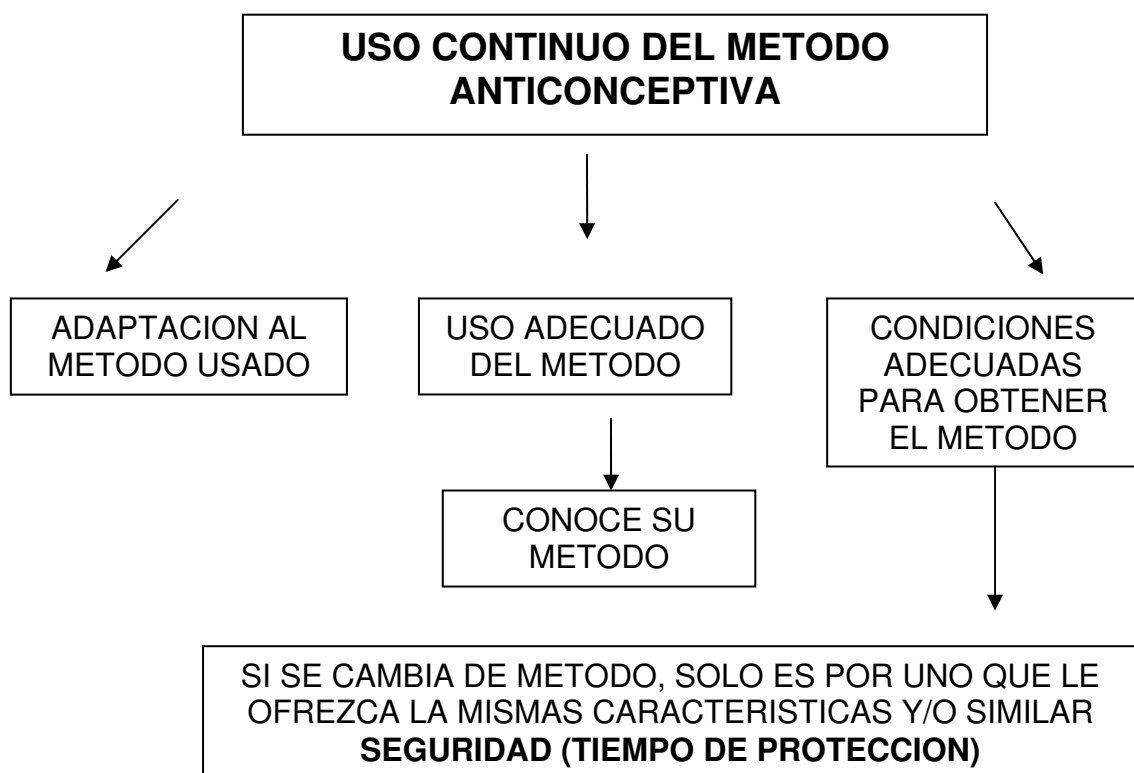 USO CONTINUO DEL METODO
ANTICONCEPTIVA
ADAPTACION AL
METODO USADO
USO ADECUADO
DEL METODO
CONDICIONES
ADECUADAS
PARA OBTENER
EL METODO
CONOCE SU
METODO
SI SE CAMBIA DE METODO, SOLO ES POR UNO QUE LE
OFREZCA LA MISMAS CARACTERISTICAS Y/O SIMILAR
SEGURIDAD (TIEMPO DE PROTECCION)